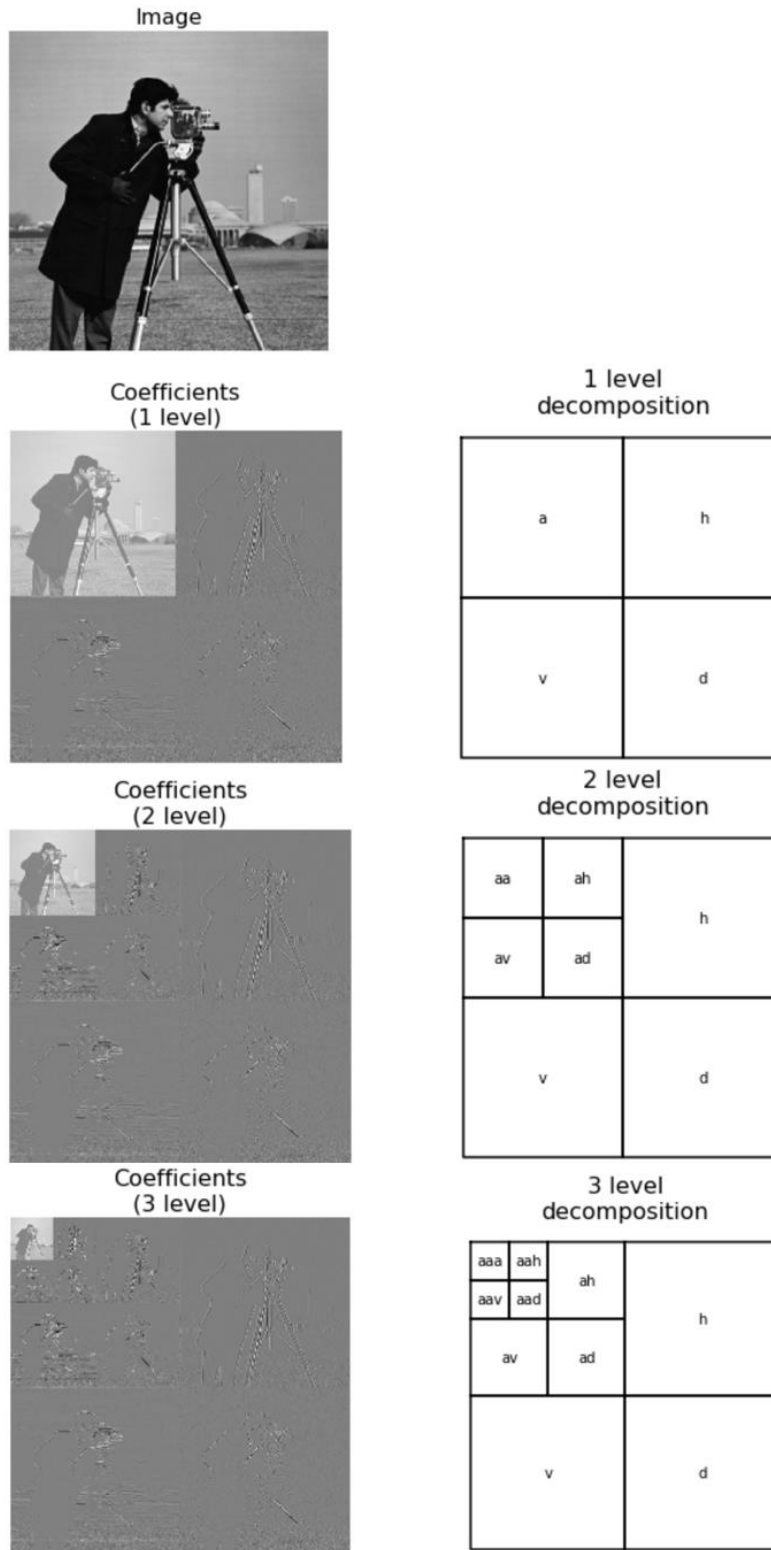 Image
Coefficients
(1 level)
1 level
decomposition
a
h
v
d
Coefficients
(2 level)
2 level
decomposition
aa
ah
h
av
ad
v
d
Coefficients
(3 level)
3 level
decomposition
aaa
aah
ah
h
aav
aad
av
ad
v
d